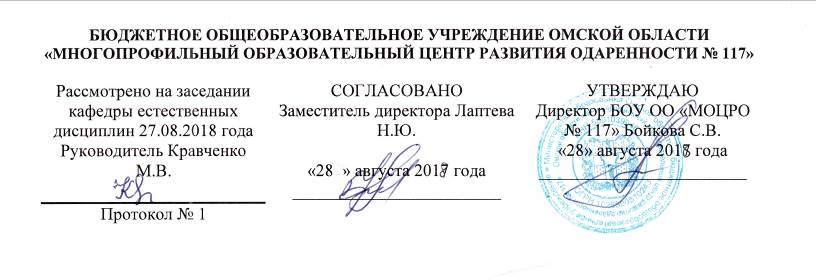 БЮДЖЕТНОЕ ОБЩЕОБРАЗОВАТЕЛЬНОЕ УЧРЕЖДЕНИЕ ОМСКОЙ ОБЛАСТИ
«МНОГОПРОФИЛЬНЫЙ ОБРАЗОВАТЕЛЬНЫЙ ЦЕНТР РАЗВИТИЯ ОДАРЕННОСТИ № 117»
Рассмотрено на заседании
кафедры естественных
дисциплин 27.08.2018 года
Руководитель Кравченко
М.В.
Протокол № 1
СОГЛАСОВАНО
Заместитель директора Лаптева
Н.Ю.
«28 » августа 2018 года
УТВЕРЖДАЮ
Директор БОУ ОО «МОЦРО
№ 117» Бойкова С.В.
«28» августа 2018 года